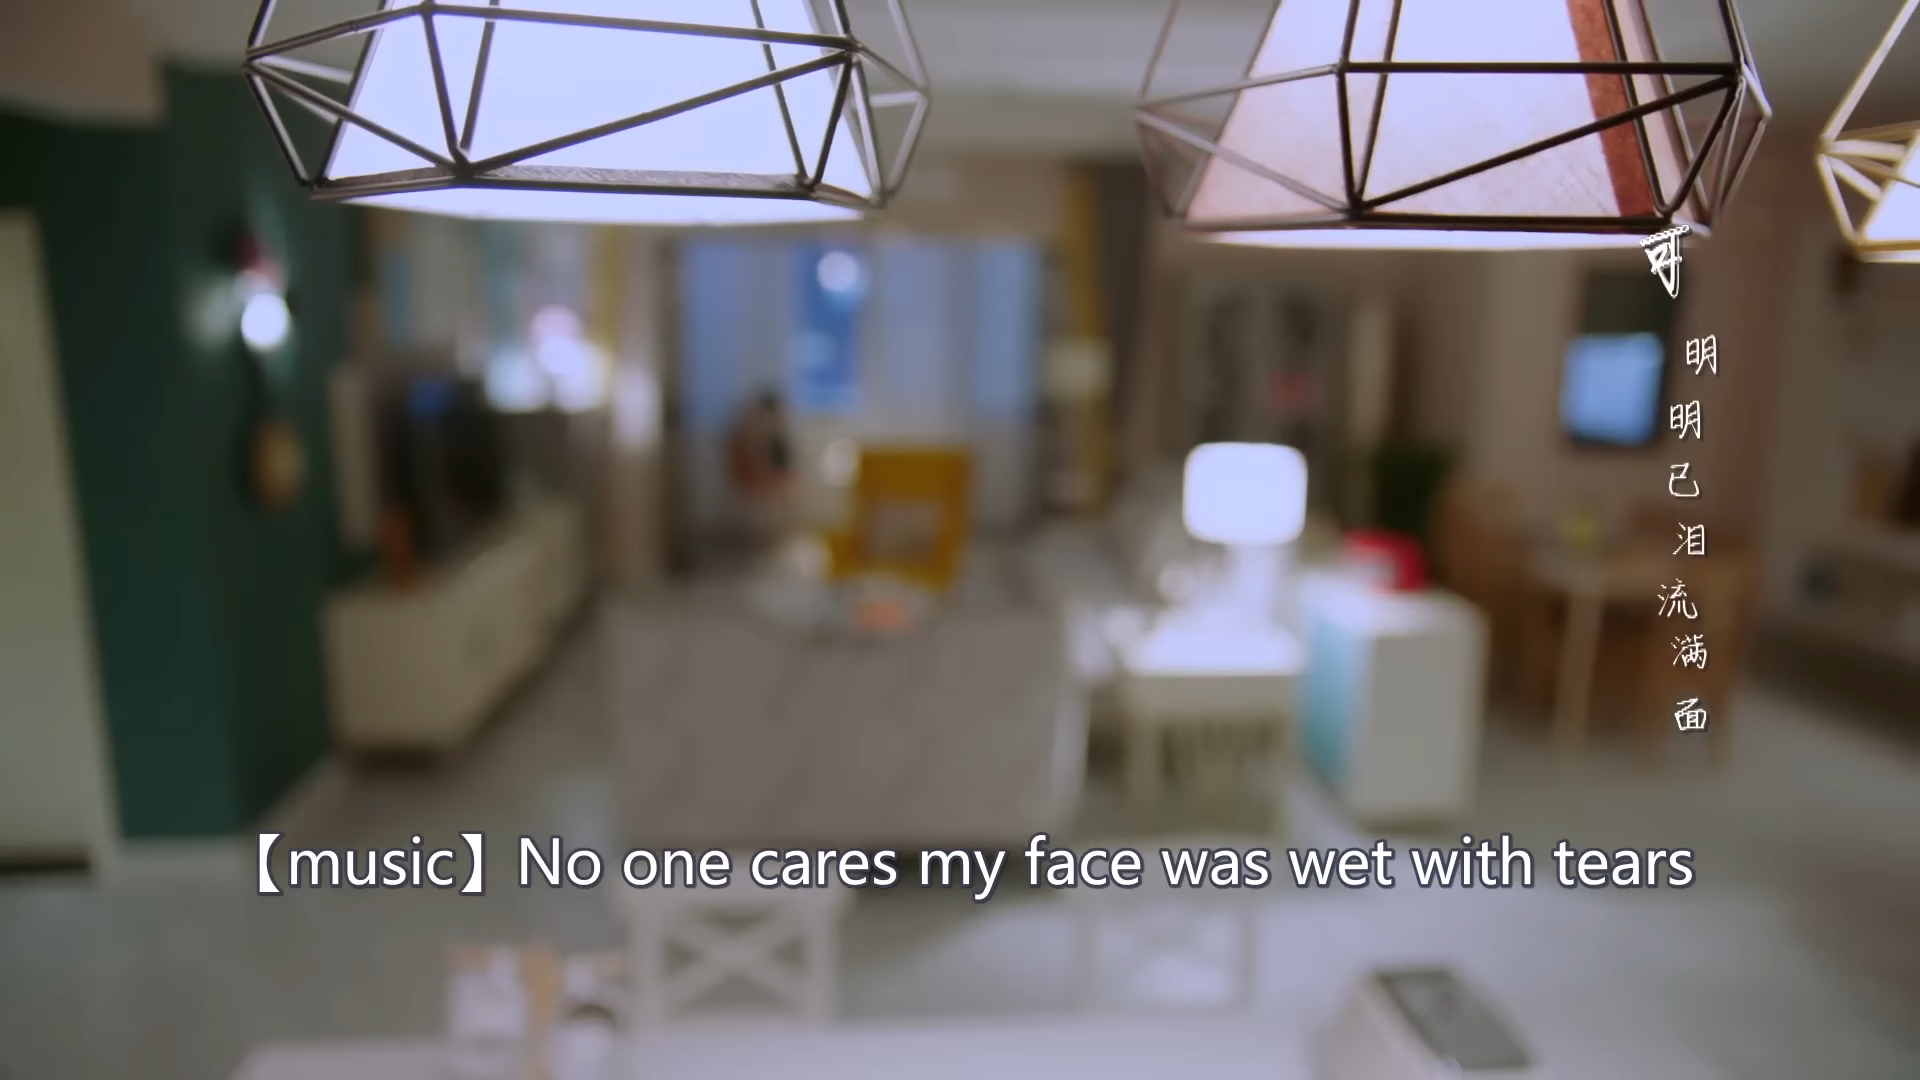 可明明已泪流满面
【music】No one cares my face was wet with tears